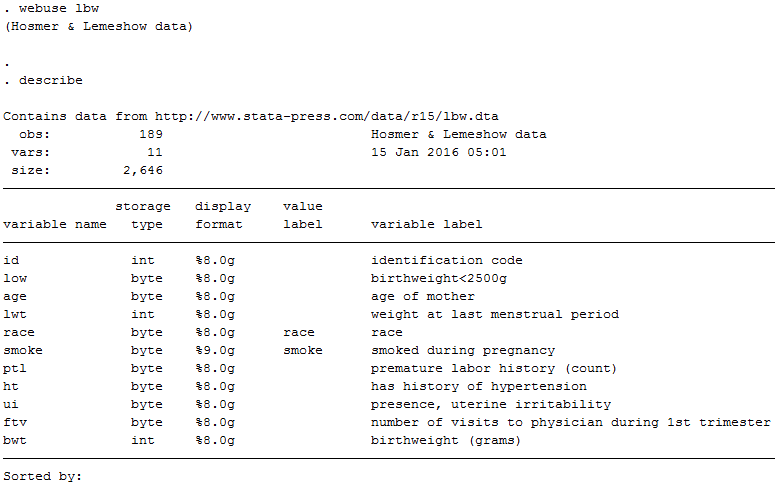 . webuse lbw
(Hosmer & Lemeshow data)
.
. describe
Contains data from http://www.stata-press.com/data/r15/lbw.dta
  obs:           189                          Hosmer & Lemeshow data
 vars:            11                          15 Jan 2016 05:01
 size:         2,646
              storage   display    value
variable name   type    format     label      variable label
id              int     %8.0g                 identification code
low             byte    %8.0g                 birthweight<2500g
age             byte    %8.0g                 age of mother
lwt             int     %8.0g                 weight at last menstrual period
race            byte    %8.0g      race       race
smoke           byte    %9.0g      smoke      smoked during pregnancy
ptl             byte    %8.0g                 premature labor history (count)
ht              byte    %8.0g                 has history of hypertension
ui              byte    %8.0g                 presence, uterine irritability
ftv             byte    %8.0g                 number of visits to physician during 1st trimester
bwt             int     %8.0g                 birthweight (grams)
Sorted by: